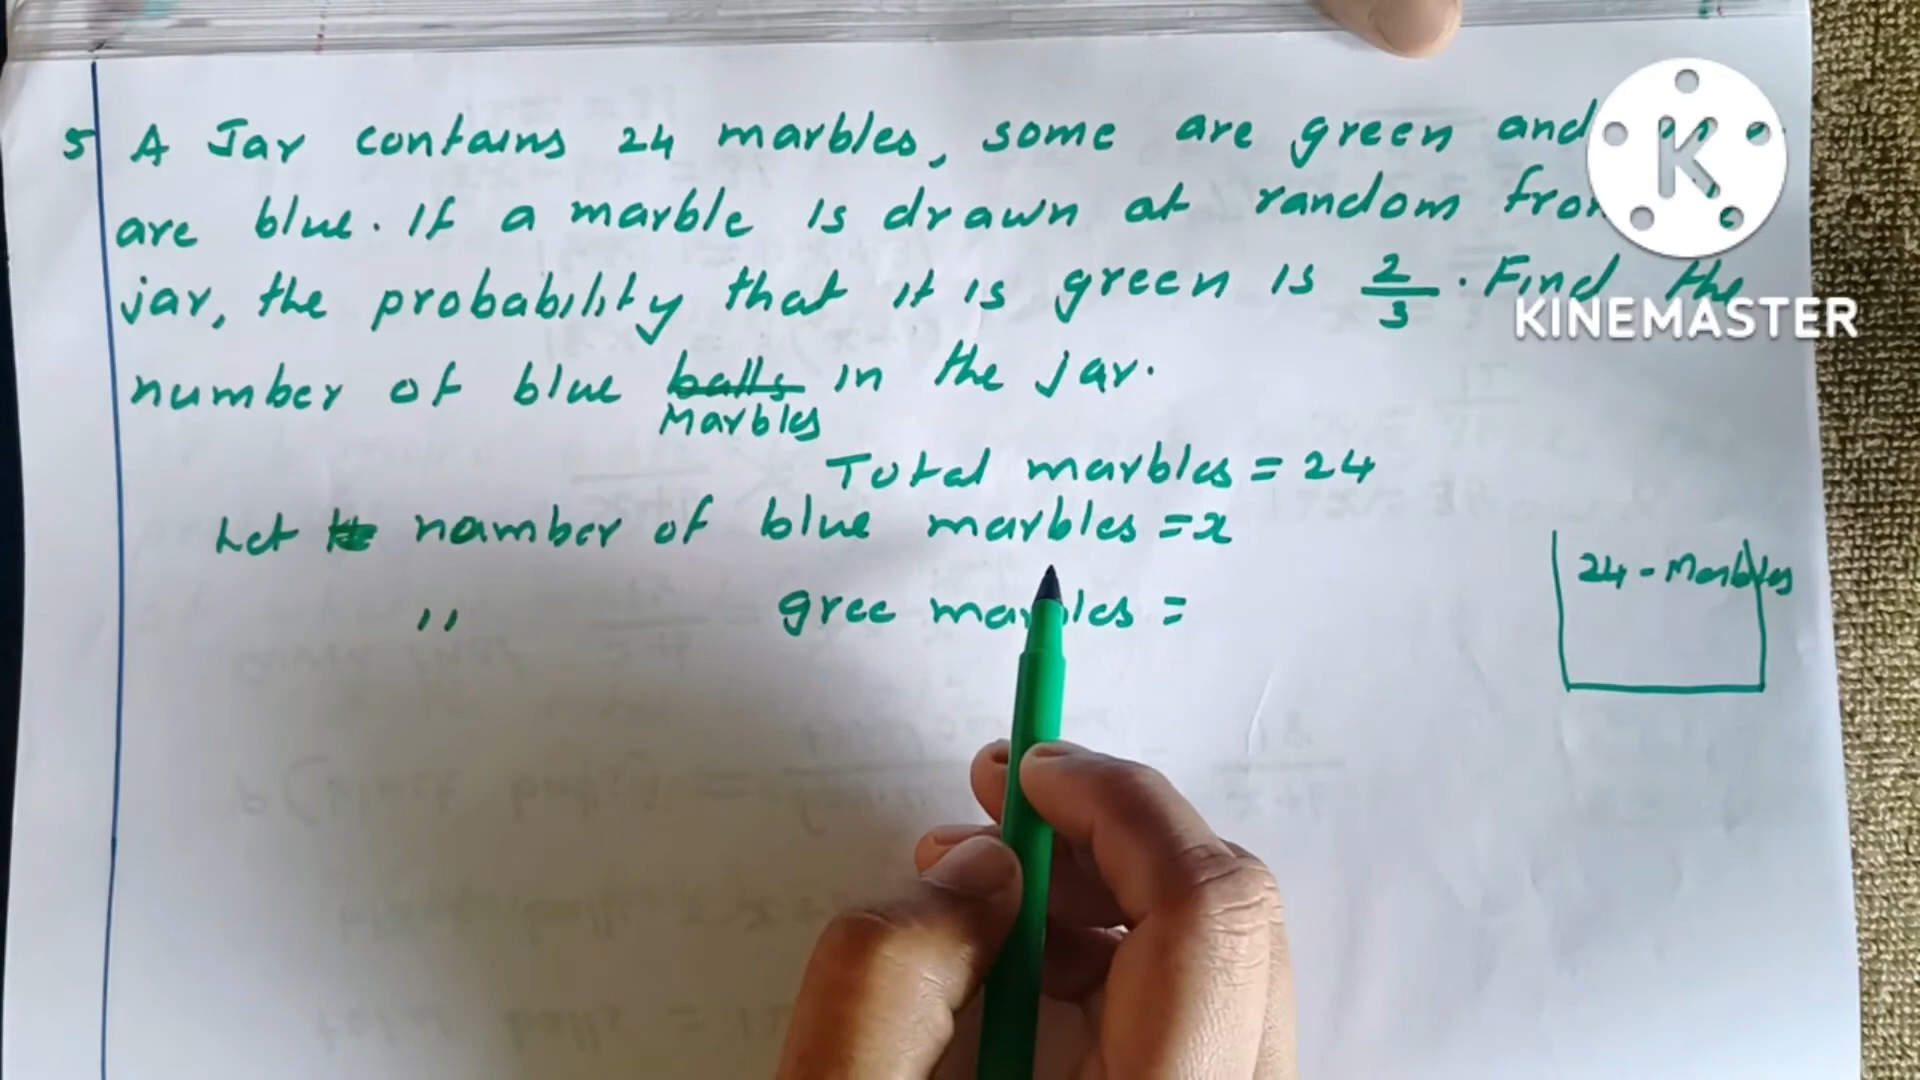 5 A Jar contains 24 marbles, some are green and
are blue. If a marble is drawn at random from
jar, the probability that it is green is 2/3. Find the
number of blue balls in the jar.
Marbles
Total marbles = 24
Let number of blue marbles = x
" gree marbles =
24 - Marbles
K
KINEMASTER